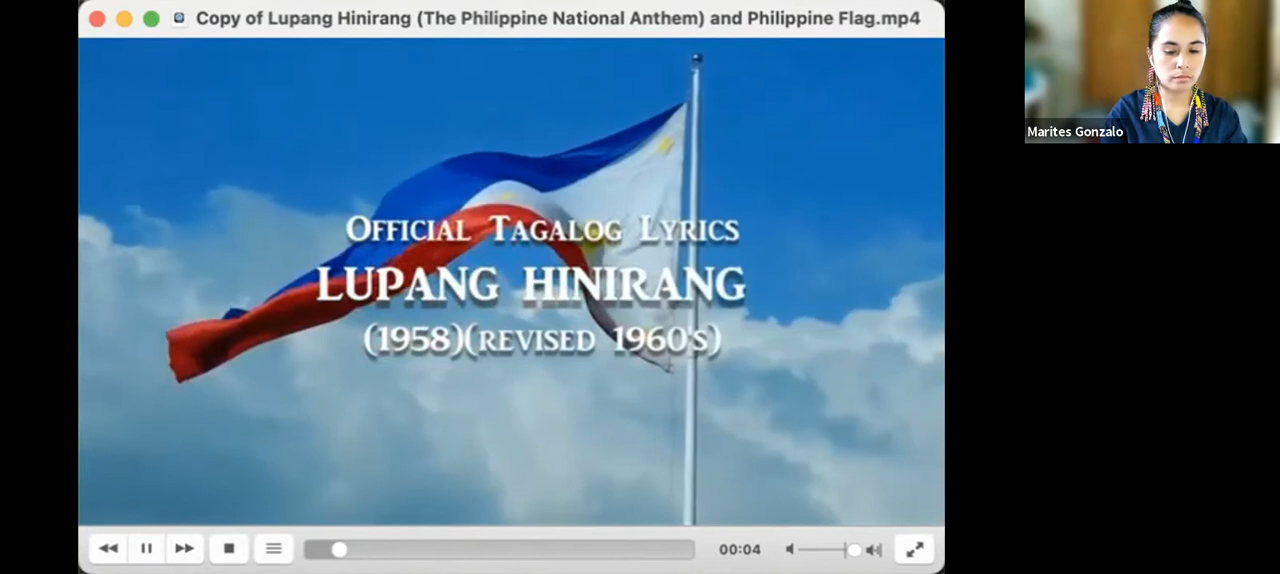 Copy of Lupang Hinirang (The Philippine National Anthem) and Philippine Flag.mp4
Official Tagalog Lyrics
LUPANG HINIRANG
(1958)(REVISED 1960's)
00:04
Marites Gonzalo